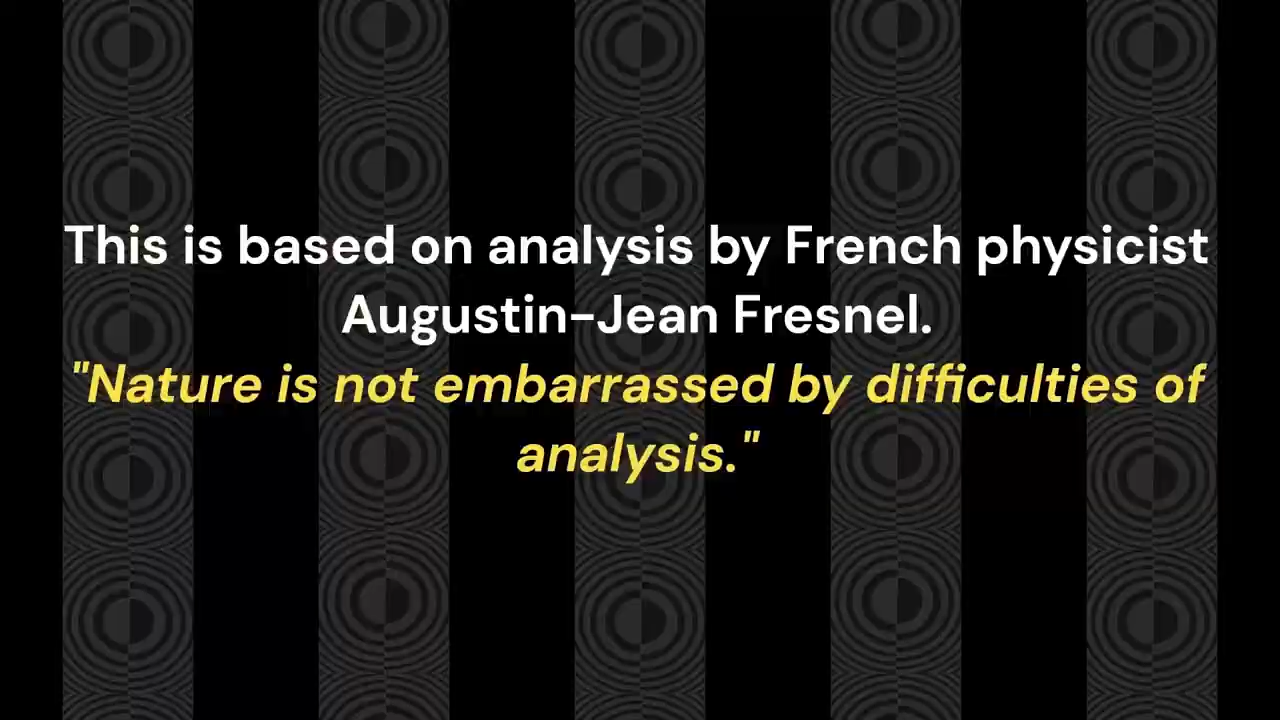 This is based on analysis by French physicist
Augustin-Jean Fresnel.
"Nature is not embarrassed by difficulties of
analysis."